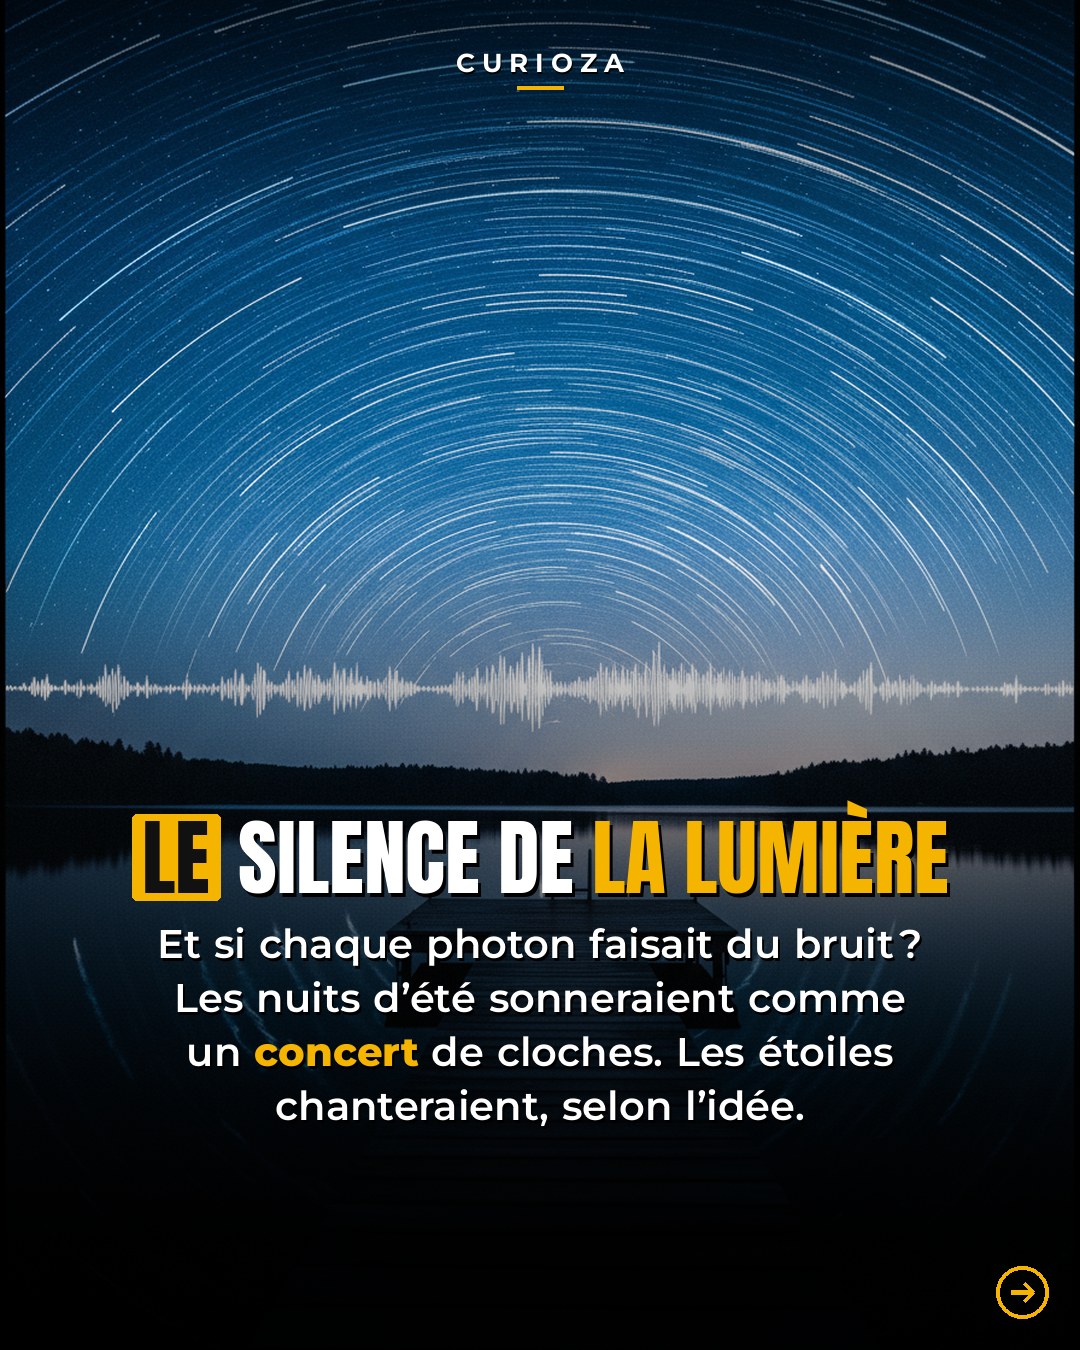 CURIOZA
LE SILENCE DE LA LUMIÈRE
Et si chaque photon faisait du bruit ?
Les nuits d’été sonneraient comme
un concert de cloches. Les étoiles
chanteraient, selon l’idée.